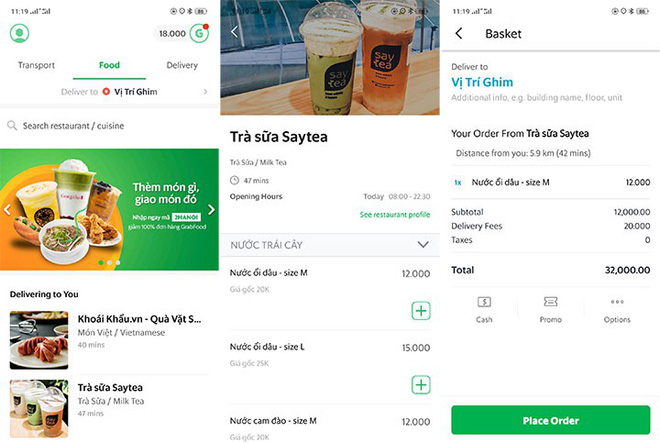 11:19
86
18.000
G
Transport
Food
Delivery
Deliver to
Vị Trí Ghim
Search restaurant / cuisine
Thèm món gì,
giao món đó
Nhập ngay mã 2HANOI
giảm 100% đơn hàng GrabFood
Delivering to You
Khoái Khẩu.vn - Quà Vặt S...
Món Việt / Vietnamese
40 mins
Trà sữa Saytea
Trà Sữa / Milk Tea
47 mins
11:19
86
say
tea
say
tea
Trà sữa Saytea
Trà Sữa / Milk Tea
47 mins
Opening Hours
Today 08:00 - 22:30
See restaurant profile
NƯỚC TRÁI CÂY
Nước ổi dâu - size M
12.000
Giá gốc 20K
Nước ổi dâu - size L
15.000
Giá gốc 25K
Nước cam đào - size M
12.000
11:19
85
Basket
Deliver to
Vị Trí Ghim
Additional info, e.g. building name, floor, unit
Your Order From Trà sữa Saytea
Distance from you: 5.9 km (42 mins)
1x
Nước ổi dâu - size M
12.000
Subtotal
12,000.00
Delivery Fees
20.000
Taxes
0
Total
32,000.00
Cash
Promo
Options
Place Order